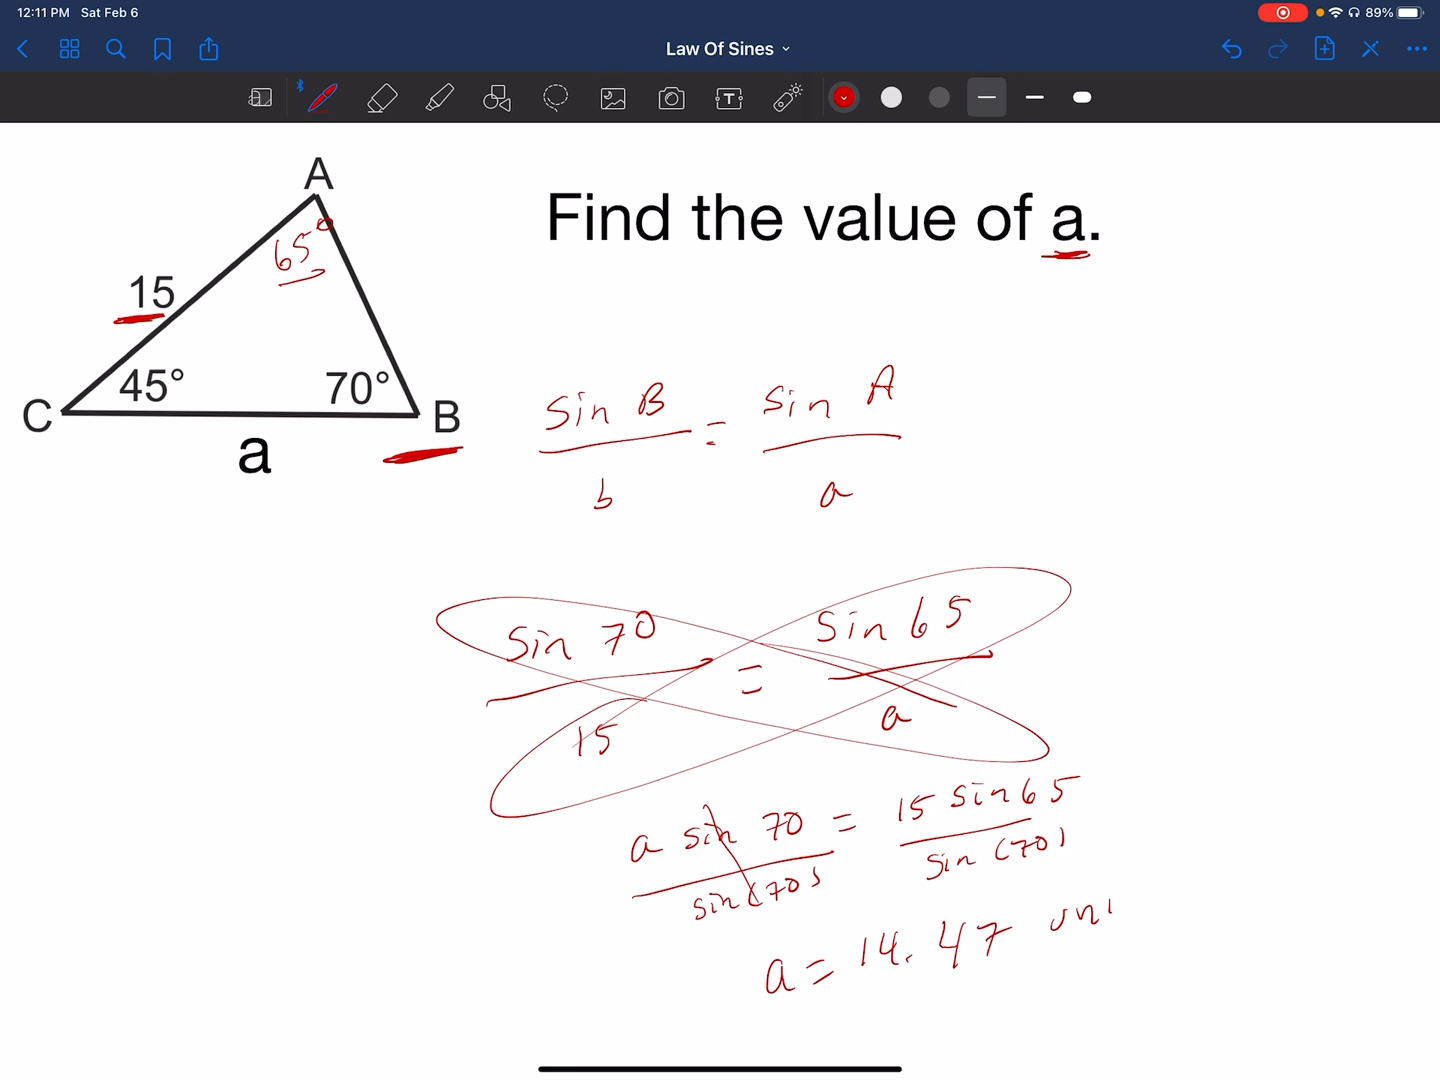 12:11 PM Sat Feb 6
89%
Law Of Sines
T
A
65°
Find the value of a.
15
45°
70°
C
B
a
sin B = sin A
b a
sin 70 = sin 65
15 a
a sin 70 = 15 sin 65
sin(70) sin(70)
a = 14.47 uni